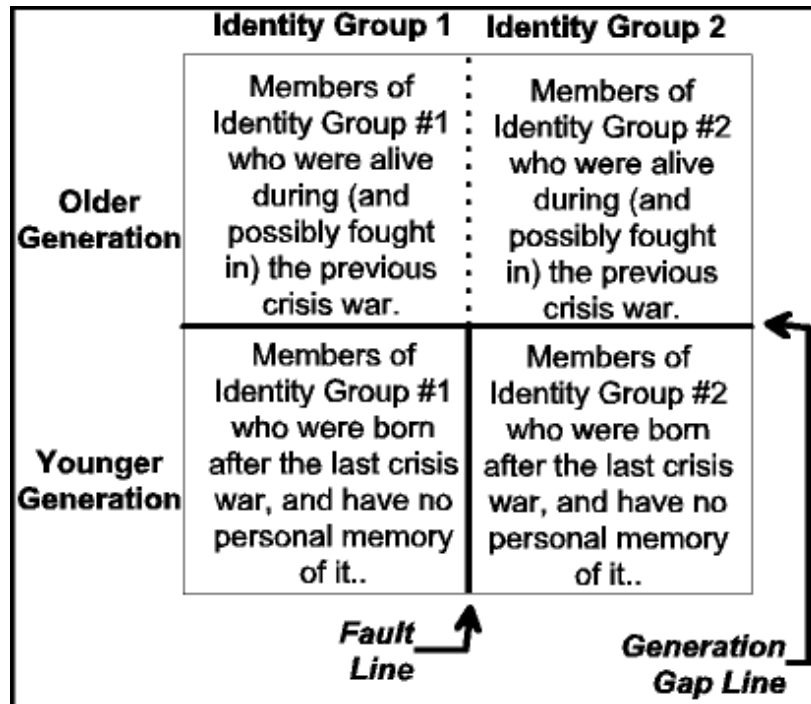 Identity Group 1
Identity Group 2
Older
Generation
Members of
Identity Group #1
who were alive
during (and
possibly fought
in) the previous
crisis war.
Members of
Identity Group #2
who were alive
during (and
possibly fought
in) the previous
crisis war.
Younger
Generation
Members of
Identity Group #1
who were born
after the last crisis
war, and have no
personal memory
of it..
Members of
Identity Group #2
who were born
after the last crisis
war, and have no
personal memory
of it..
Fault
Line
Generation
Gap Line